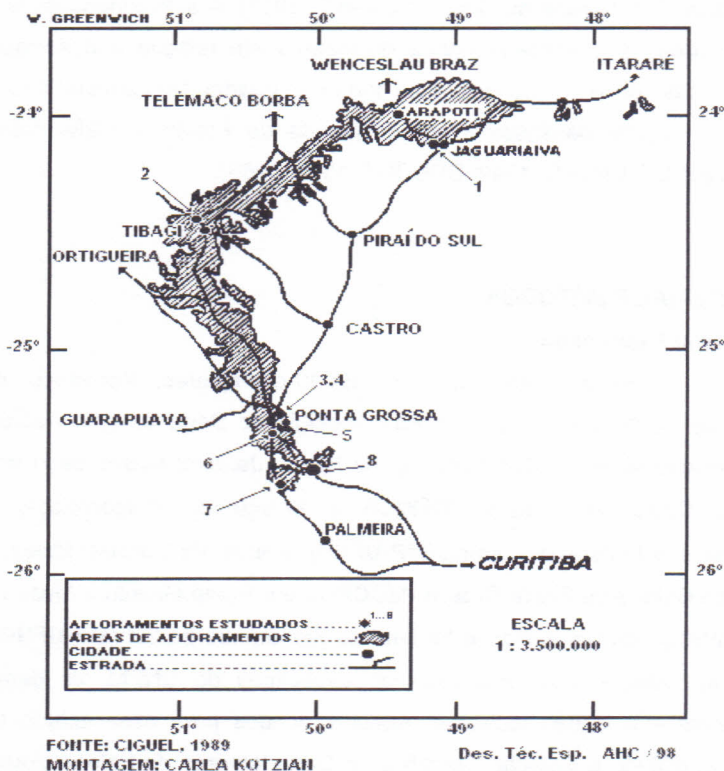 W. GREENWICH
51° 50° 49° 48°
WENCESLAU BRAZ
ITARARÉ
-24° 24°
TELÊMACO BORBA
ARAPOTI
JAGUARIAIVA
1
2
TIBAGI
PIRAÍ DO SUL
ORTIGUEIRA
CASTRO
-25° 25°
3.4
GUARAPUAVA
PONTA GROSSA
5
6
8
7
PALMEIRA
CURITIBA
-26° 26°
AFLORAMENTOS ESTUDADOS 1...8
ÁREAS DE AFLORAMENTOS
CIDADE
ESTRADA
ESCALA
1 : 3.500.000
51° 50° 49° 48°
FONTE: CIGUEL, 1989
MONTAGEM: CARLA KOTZIAN
Des. Téc. Esp. AHC / 98